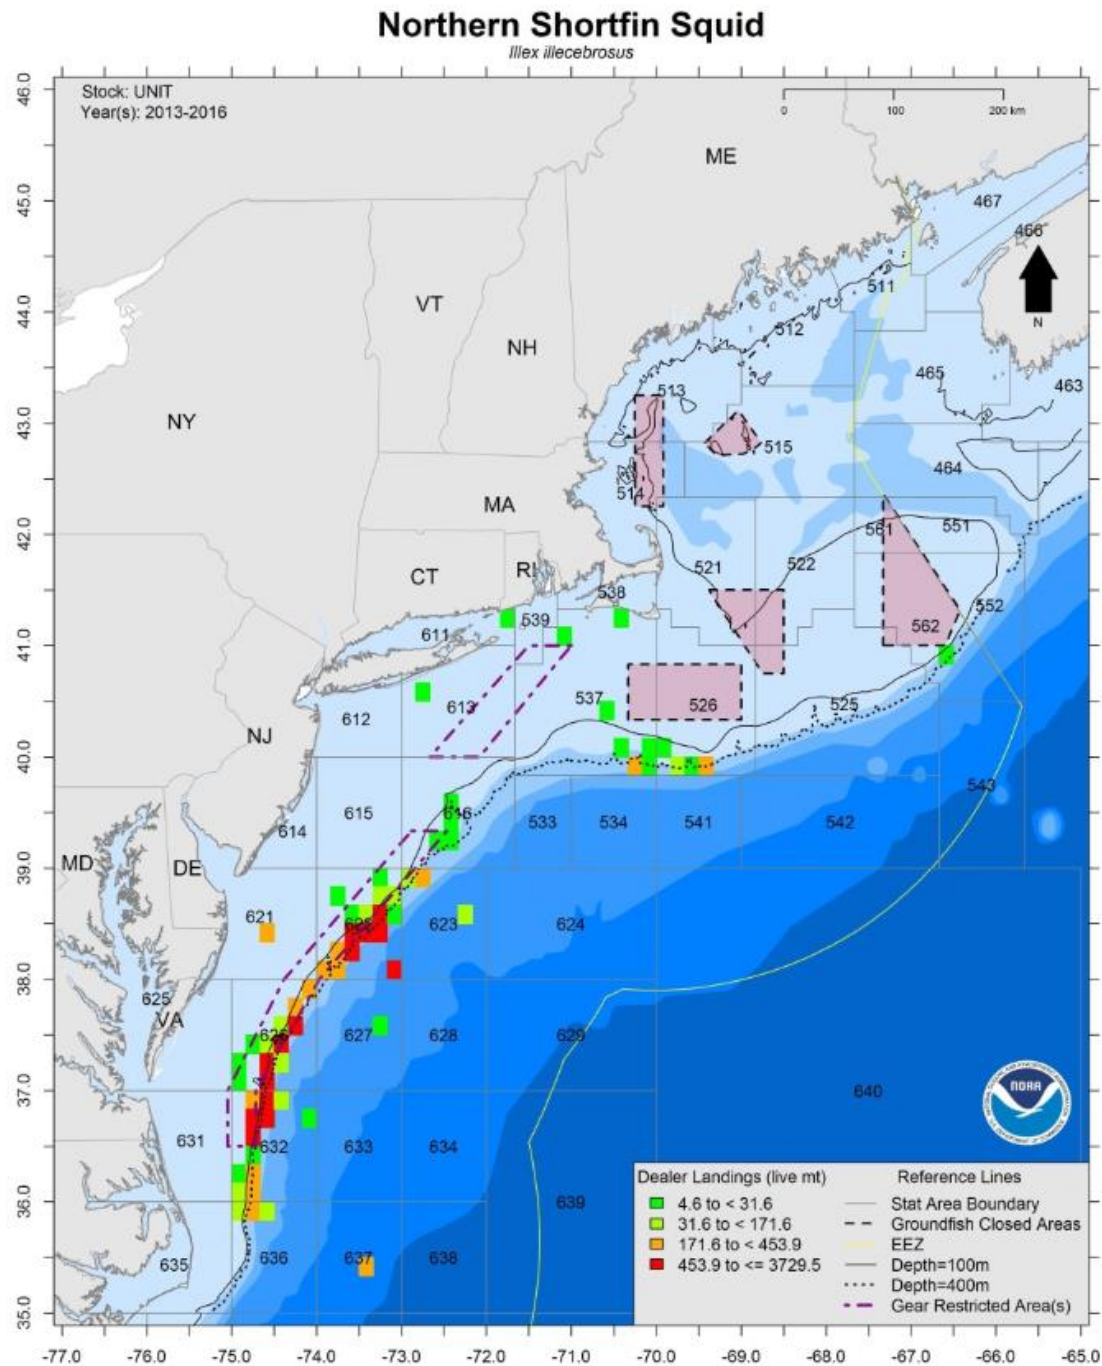 Northern Shortfin Squid
Illex illecebrosus
Stock: UNIT
Year(s): 2013-2016
0 100 200 km
46.0
45.0
44.0
43.0
42.0
41.0
40.0
39.0
38.0
37.0
36.0
35.0
ME
467
466
N
511
VT
512
NH
465
463
513
NY
515
464
514
MA
551
561
521
522
CT
RI
538
552
539
562
611
537
613
526
525
612
NJ
543
615
616
533
534
541
542
614
MD
DE
621
622
623
624
625
VA
626
627
628
629
NOAA
640
631
632
633
634
639
635
636
637
638
Dealer Landings (live mt)
4.6 to < 31.6
31.6 to < 171.6
171.6 to < 453.9
453.9 to <= 3729.5
Reference Lines
Stat Area Boundary
Groundfish Closed Areas
EEZ
Depth=100m
Depth=400m
Gear Restricted Area(s)
-77.0 -76.0 -75.0 -74.0 -73.0 -72.0 -71.0 -70.0 -69.0 -68.0 -67.0 -66.0 -65.0